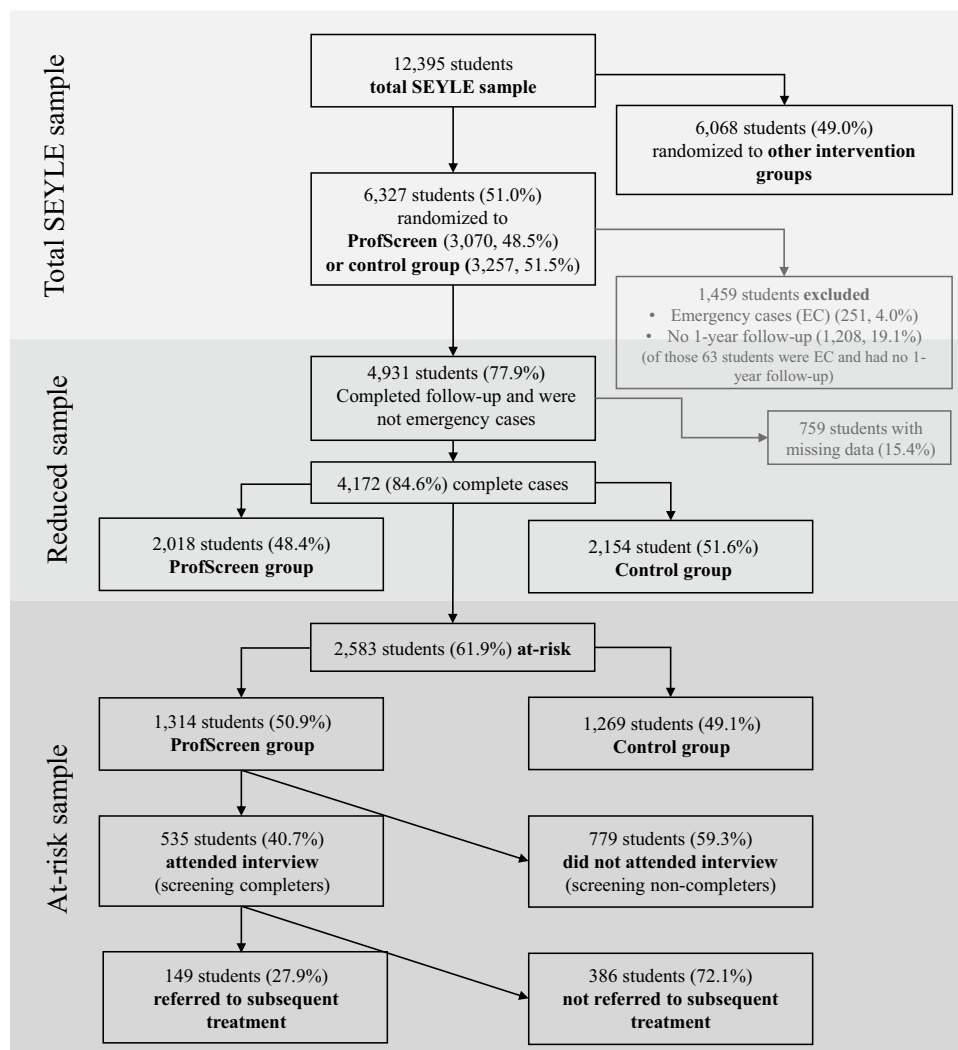 Total SEYLE sample
12,395 students
total SEYLE sample
6,068 students (49.0%)
randomized to other intervention
groups
6,327 students (51.0%)
randomized to
ProfScreen (3,070, 48.5%)
or control group (3,257, 51.5%)
1,459 students excluded
• Emergency cases (EC) (251, 4.0%)
• No 1-year follow-up (1,208, 19.1%)
(of those 63 students were EC and had no 1-
year follow-up)
Reduced sample
4,931 students (77.9%)
Completed follow-up and were
not emergency cases
759 students with
missing data (15.4%)
4,172 (84.6%) complete cases
2,018 students (48.4%)
ProfScreen group
2,154 student (51.6%)
Control group
At-risk sample
2,583 students (61.9%) at-risk
1,314 students (50.9%)
ProfScreen group
1,269 students (49.1%)
Control group
535 students (40.7%)
attended interview
(screening completers)
779 students (59.3%)
did not attended interview
(screening non-completers)
149 students (27.9%)
referred to subsequent
treatment
386 students (72.1%)
not referred to subsequent
treatment